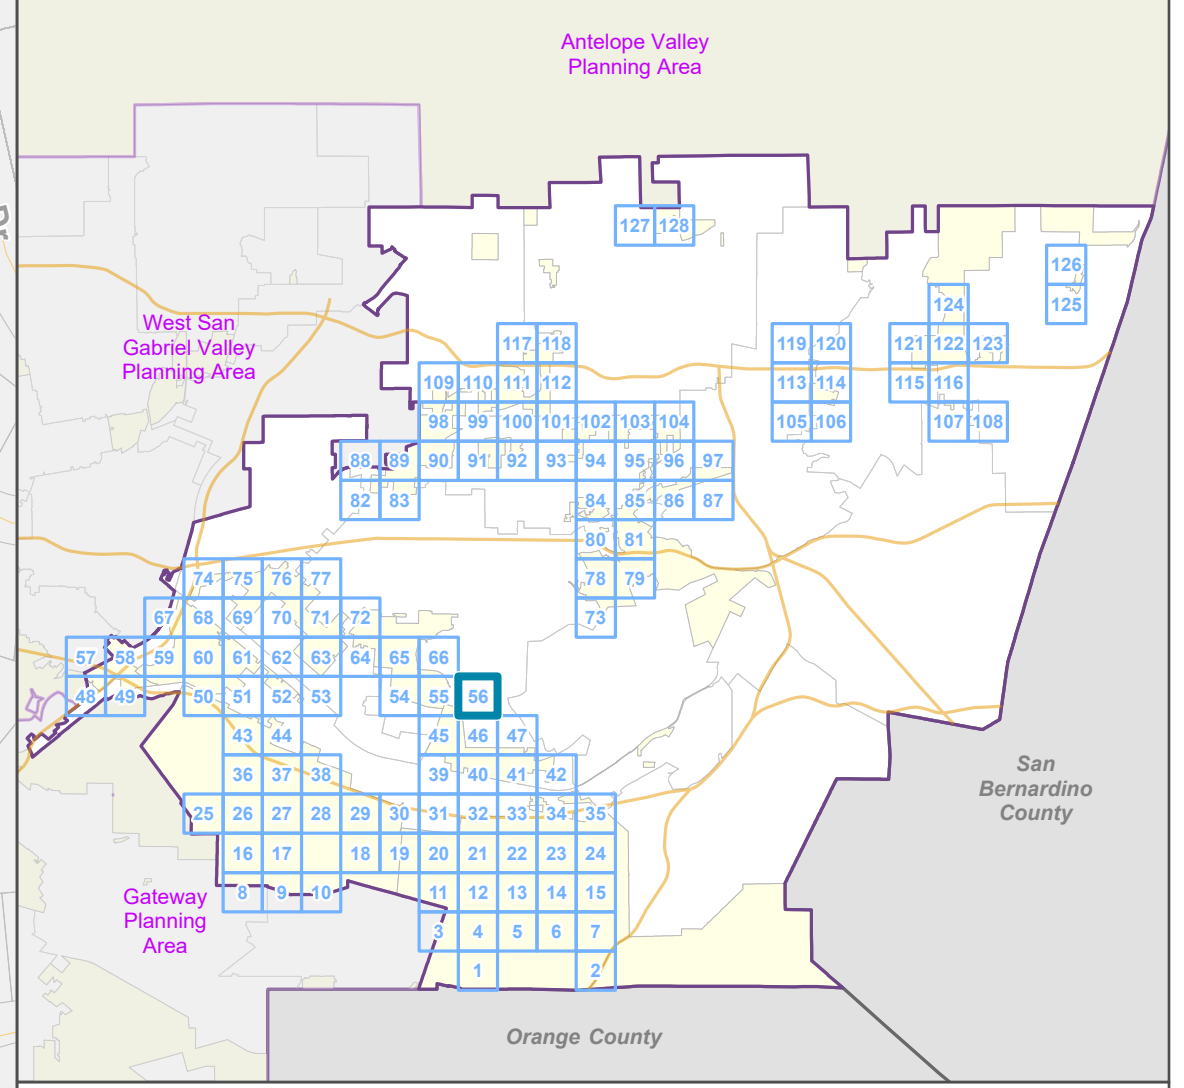 Antelope Valley
Planning Area
Dr
127 128
126
124 125
West San
Gabriel Valley
Planning Area
117 118 119 120 121 122 123
109 110 111 112 113 114 115 116
98 99 100 101 102 103 104 105 106 107 108
88 89 90 91 92 93 94 95 96 97
82 83 84 85 86 87
80 81
74 75 76 77 78 79
67 68 69 70 71 72 73
57 58 59 60 61 62 63 64 65 66
48 49 50 51 52 53 54 55 56
43 44 45 46 47
36 37 38 39 40 41 42
San
Bernardino
County
25 26 27 28 29 30 31 32 33 34 35
16 17 18 19 20 21 22 23 24
8 9 10 11 12 13 14 15
Gateway
Planning
Area
3 4 5 6 7
1 2
Orange County